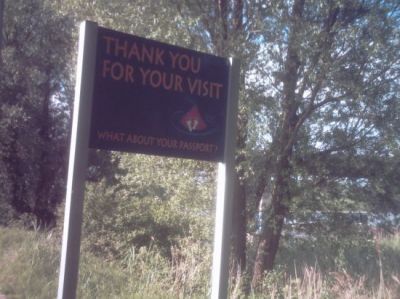 THANK YOU
FOR YOUR VISIT
WHAT ABOUT YOUR PASSPORT?